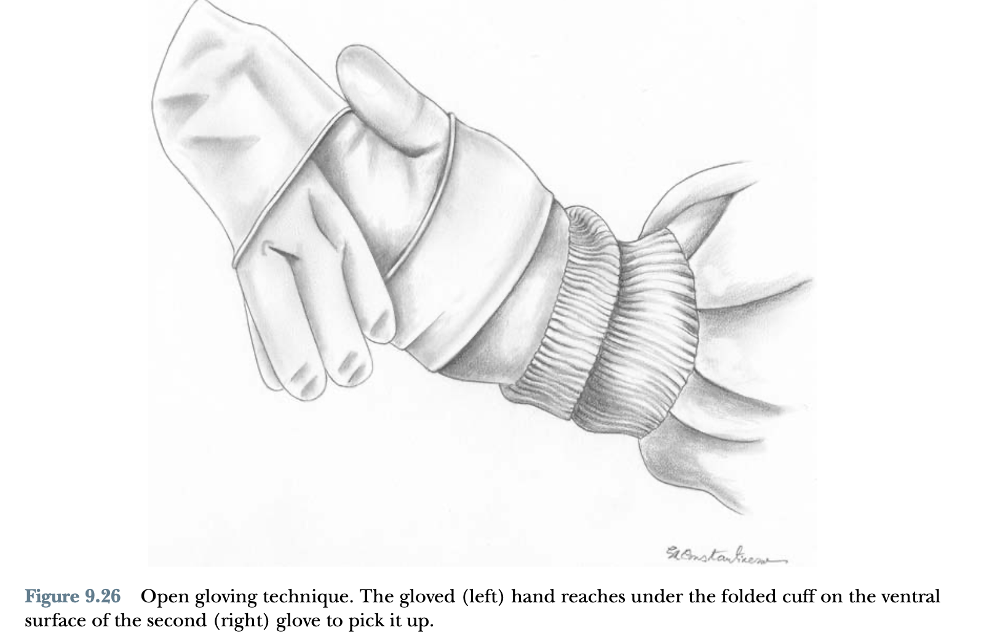 Figure 9.26 Open gloving technique. The gloved (left) hand reaches under the folded cuff on the ventral
surface of the second (right) glove to pick it up.